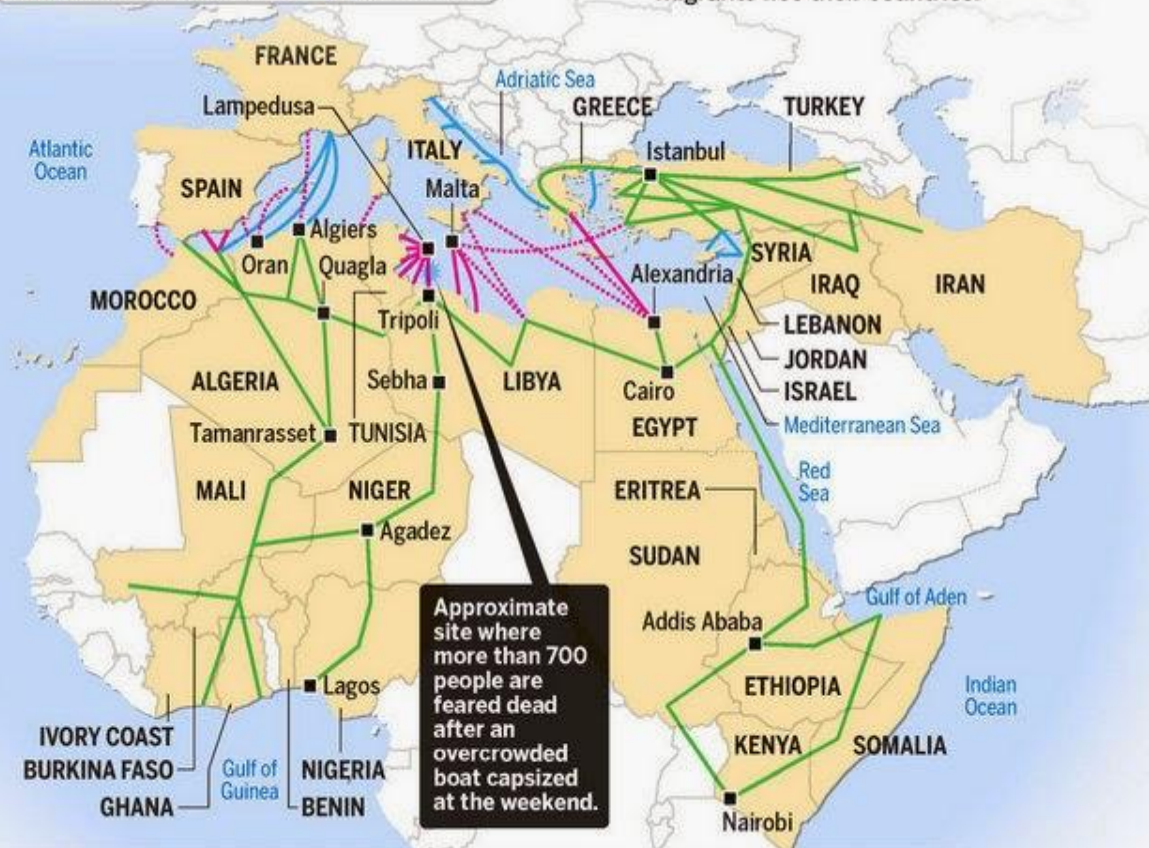 migrants flee their countries.
FRANCE
Adriatic Sea
Lampedusa
GREECE
TURKEY
Atlantic
Ocean
ITALY
Istanbul
SPAIN
Malta
Algiers
Oran
Quagla
SYRIA
Alexandria
IRAQ
IRAN
MOROCCO
Tripoli
LEBANON
JORDAN
ISRAEL
Mediterranean Sea
ALGERIA
Sebha
LIBYA
Cairo
EGYPT
Tamanrasset
TUNISIA
Red
Sea
MALI
NIGER
ERITREA
Agadez
SUDAN
Gulf of Aden
Addis Ababa
Approximate
site where
more than 700
people are
feared dead
after an
overcrowded
boat capsized
at the weekend.
Lagos
ETHIOPIA
Indian
Ocean
IVORY COAST
BURKINA FASO
GHANA
Gulf of
Guinea
NIGERIA
BENIN
KENYA
SOMALIA
Nairobi